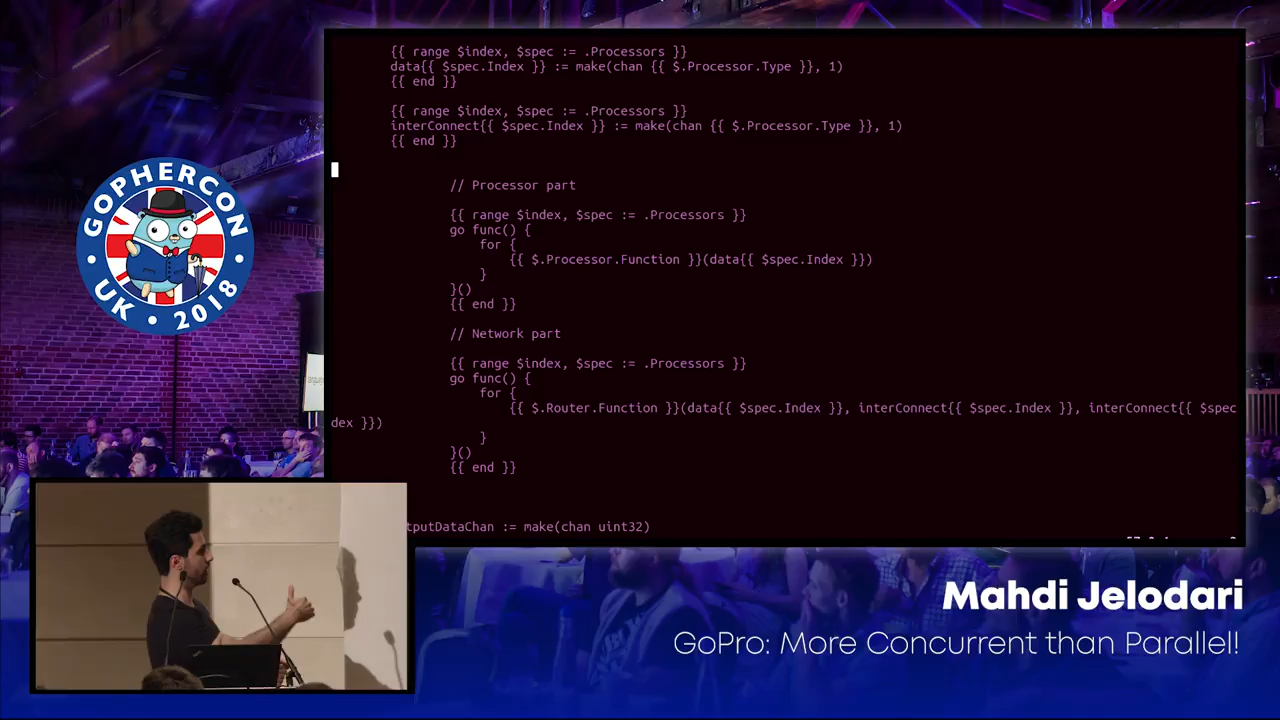 {{ range $index, $spec := .Processors }}
data{{ $spec.Index }} := make(chan {{ $.Processor.Type }}, 1)
{{ end }}
{{ range $index, $spec := .Processors }}
interConnect{{ $spec.Index }} := make(chan {{ $.Processor.Type }}, 1)
{{ end }}
// Processor part
{{ range $index, $spec := .Processors }}
go func() {
for {
{{ $.Processor.Function }}(data{{ $spec.Index }})
}
}()
{{ end }}
// Network part
{{ range $index, $spec := .Processors }}
go func() {
for {
{{ $.Router.Function }}(data{{ $spec.Index }}, interConnect{{ $spec.Index }}, interConnect{{ $spec
dex }})
}
}()
{{ end }}
tputDataChan := make(chan uint32)
GOPHERCON
UK • 2018
Mahdi Jelodari
GoPro: More Concurrent than Parallel!